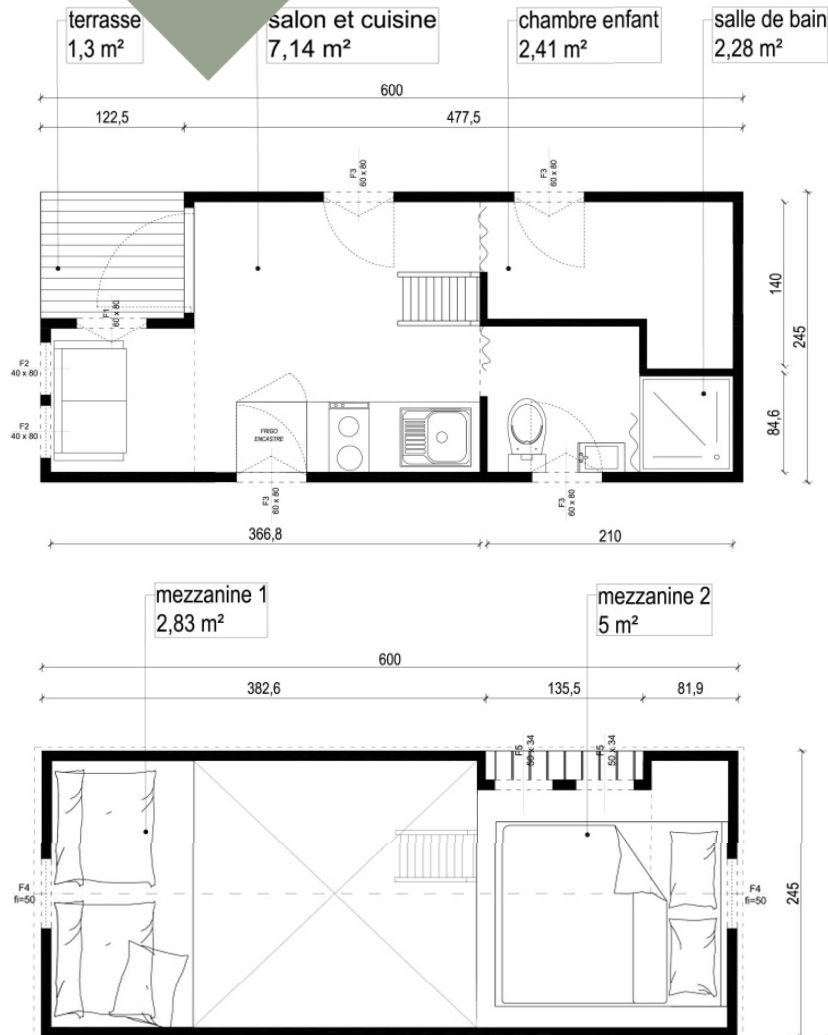 terrasse
1,3 m²
salon et cuisine
7,14 m²
chambre enfant
2,41 m²
salle de bain
2,28 m²
600
122,5
477,5
F3
60 x 80
F3
60 x 80
F1
60 x 80
140
245
84,6
F2
40 x 80
F2
40 x 80
FRIGO
ENCASTRE
F3
60 x 80
F3
60 x 80
366,8
210
mezzanine 1
2,83 m²
mezzanine 2
5 m²
600
382,6
135,5
81,9
F5
50 x 34
F5
50 x 34
F4
fi=50
F4
fi=50
245